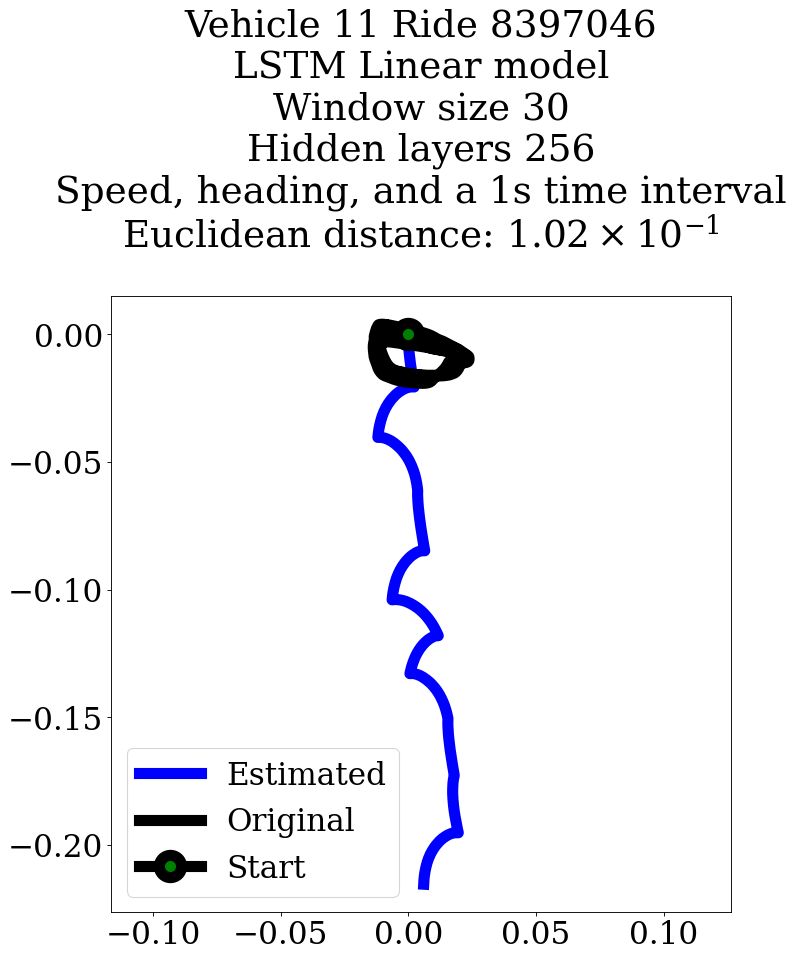 Vehicle 11 Ride 8397046
LSTM Linear model
Window size 30
Hidden layers 256
Speed, heading, and a 1s time interval
Euclidean distance: 1.02 × 10⁻¹
0.00
−0.05
−0.10
−0.15
−0.20
Estimated
Original
Start
−0.10 −0.05 0.00 0.05 0.10